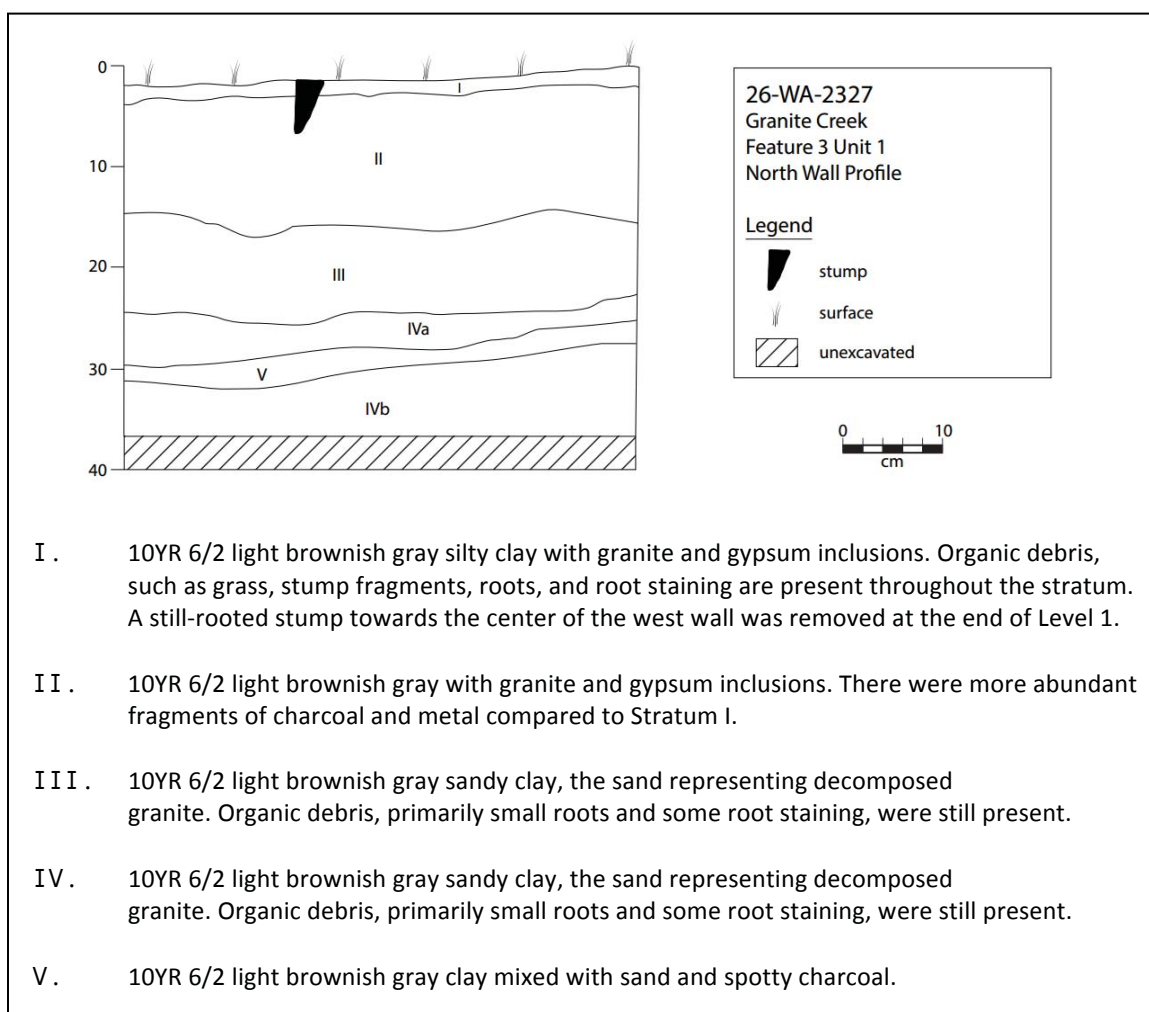 0
10
20
30
40
I
II
III
IVa
V
IVb
26-WA-2327
Granite Creek
Feature 3 Unit 1
North Wall Profile
Legend
stump
surface
unexcavated
0 10
cm
I. 10YR 6/2 light brownish gray silty clay with granite and gypsum inclusions. Organic debris,
such as grass, stump fragments, roots, and root staining are present throughout the stratum.
A still-rooted stump towards the center of the west wall was removed at the end of Level 1.
II. 10YR 6/2 light brownish gray with granite and gypsum inclusions. There were more abundant
fragments of charcoal and metal compared to Stratum I.
III. 10YR 6/2 light brownish gray sandy clay, the sand representing decomposed
granite. Organic debris, primarily small roots and some root staining, were still present.
IV. 10YR 6/2 light brownish gray sandy clay, the sand representing decomposed
granite. Organic debris, primarily small roots and some root staining, were still present.
V. 10YR 6/2 light brownish gray clay mixed with sand and spotty charcoal.